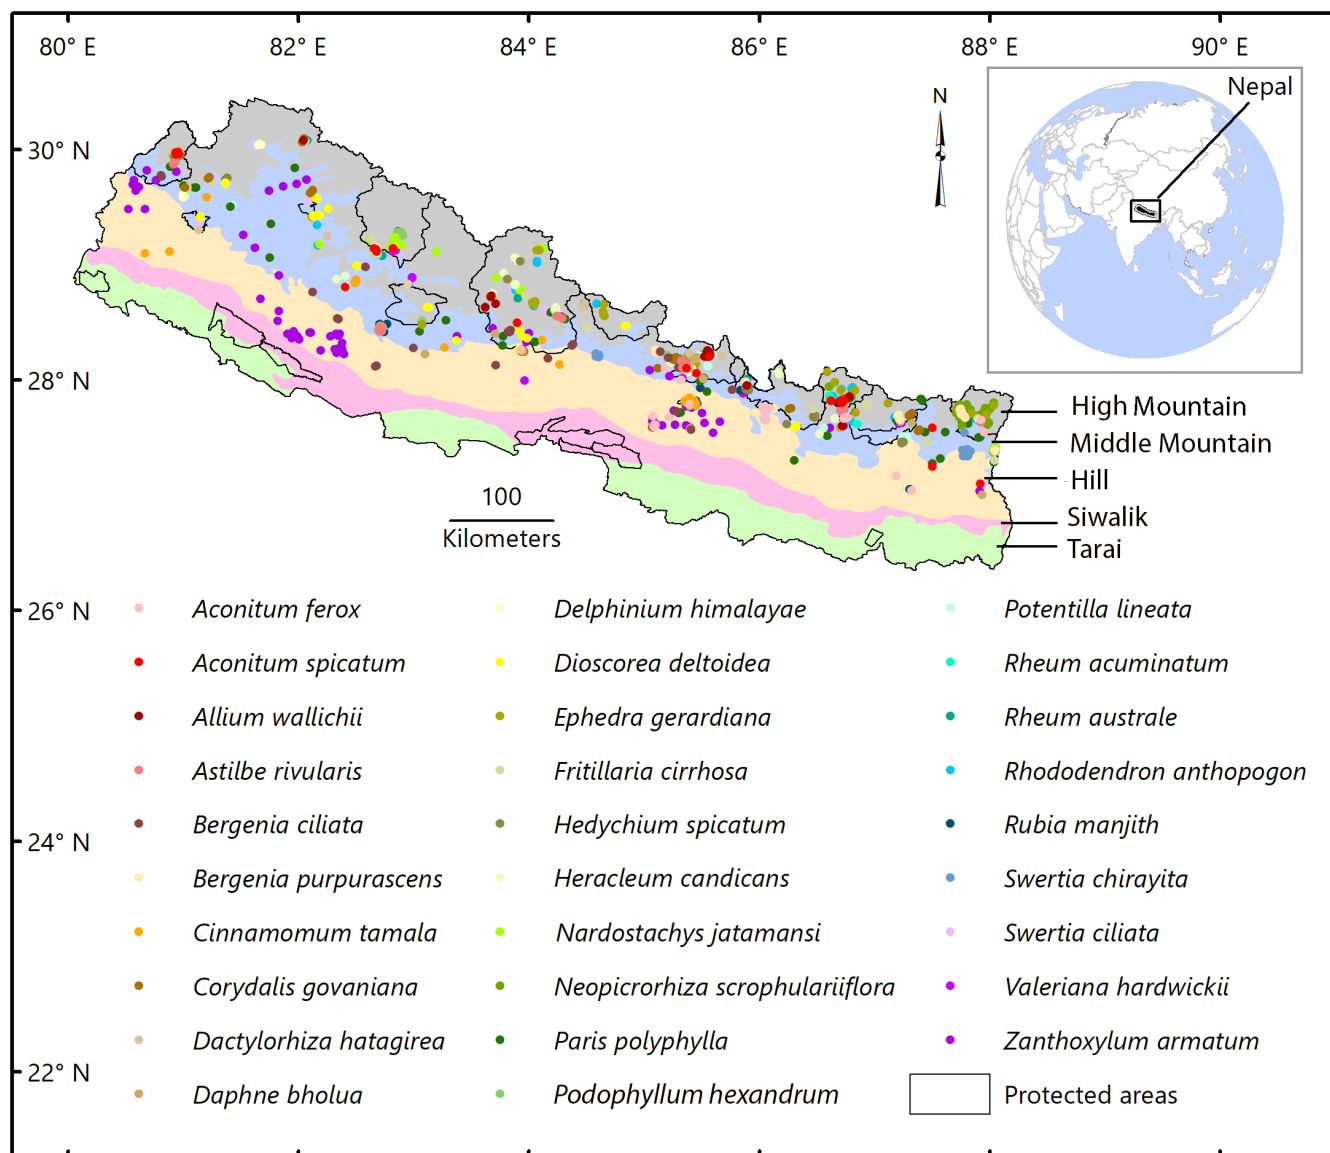 80° E 82° E 84° E 86° E 88° E 90° E
Nepal
N
30° N
28° N
High Mountain
Middle Mountain
Hill
Siwalik
Tarai
100
Kilometers
26° N
Aconitum ferox Delphinium himalayae Potentilla lineata
Aconitum spicatum Dioscorea deltoidea Rheum acuminatum
Allium wallichii Ephedra gerardiana Rheum australe
Astilbe rivularis Fritillaria cirrhosa Rhododendron anthopogon
24° N
Bergenia ciliata Hedychium spicatum Rubia manjith
Bergenia purpurascens Heracleum candicans Swertia chirayita
Cinnamomum tamala Nardostachys jatamansi Swertia ciliata
Corydalis govaniana Neopicrorhiza scrophulariiflora Valeriana hardwickii
Dactylorhiza hatagirea Paris polyphylla Zanthoxylum armatum
22° N
Daphne bholua Podophyllum hexandrum Protected areas